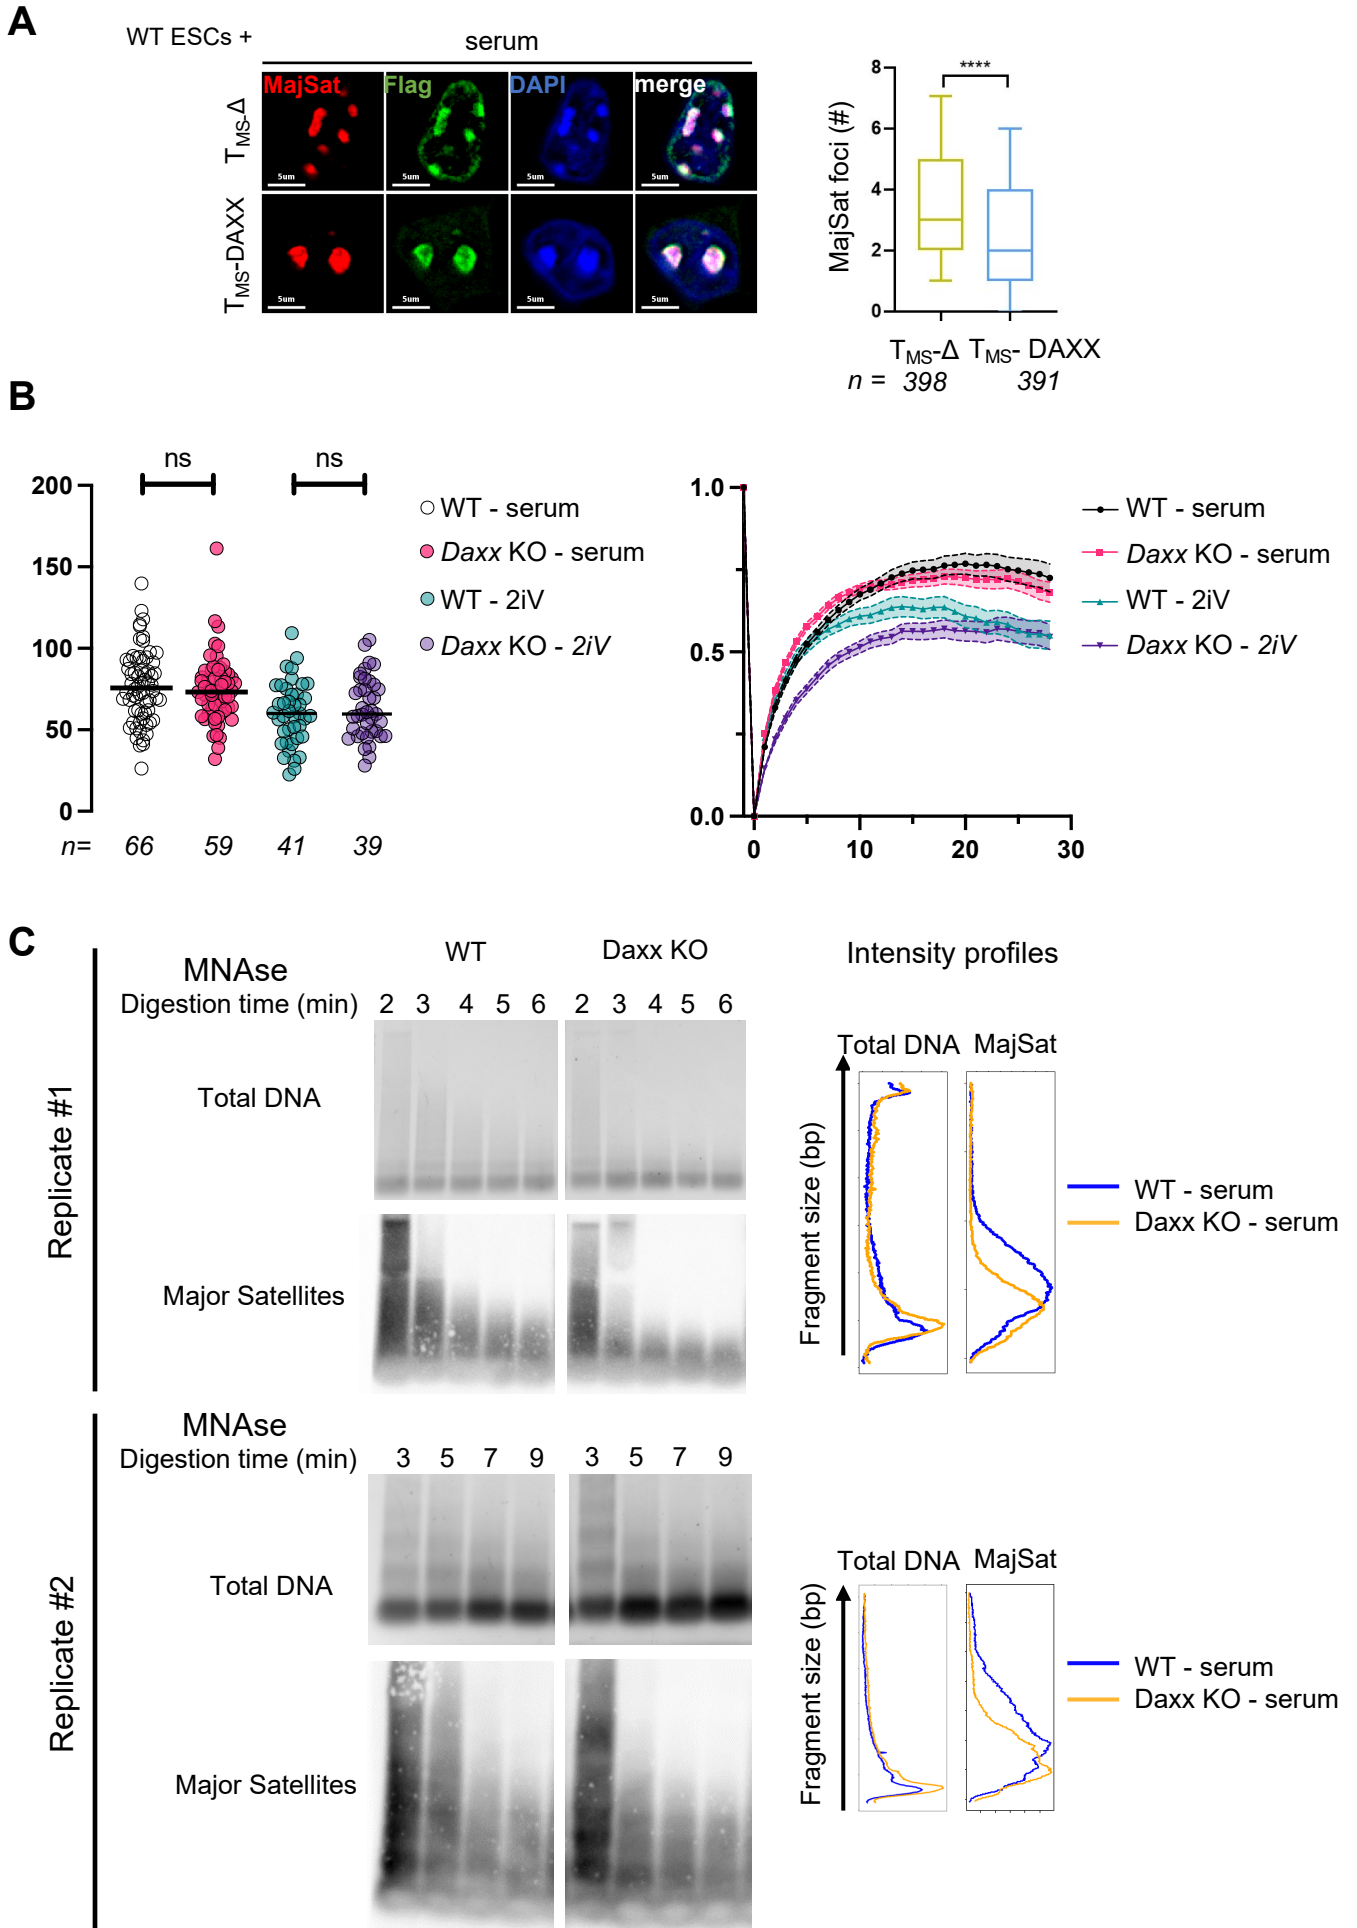 A
WT ESCs +
serum
MajSat Flag DAPI merge
T_MS-Δ
5um 5um 5um 5um
T_MS-DAXX
5um 5um 5um 5um
MajSat foci (#)
8
6
4
2
0
****
T_MS-Δ T_MS- DAXX
n = 398 391
B
ns ns
200
150
100
50
0
n= 66 59 41 39
WT - serum
Daxx KO - serum
WT - 2iV
Daxx KO - 2iV
1.0
0.5
0.0
0 10 20 30
WT - serum
Daxx KO - serum
WT - 2iV
Daxx KO - 2iV
C
Replicate #1
MNAse
WT Daxx KO
Digestion time (min) 2 3 4 5 6 2 3 4 5 6
Total DNA
Major Satellites
Intensity profiles
Total DNA MajSat
Fragment size (bp)
WT - serum
Daxx KO - serum
Replicate #2
MNAse
Digestion time (min) 3 5 7 9 3 5 7 9
Total DNA
Major Satellites
Total DNA MajSat
Fragment size (bp)
WT - serum
Daxx KO - serum